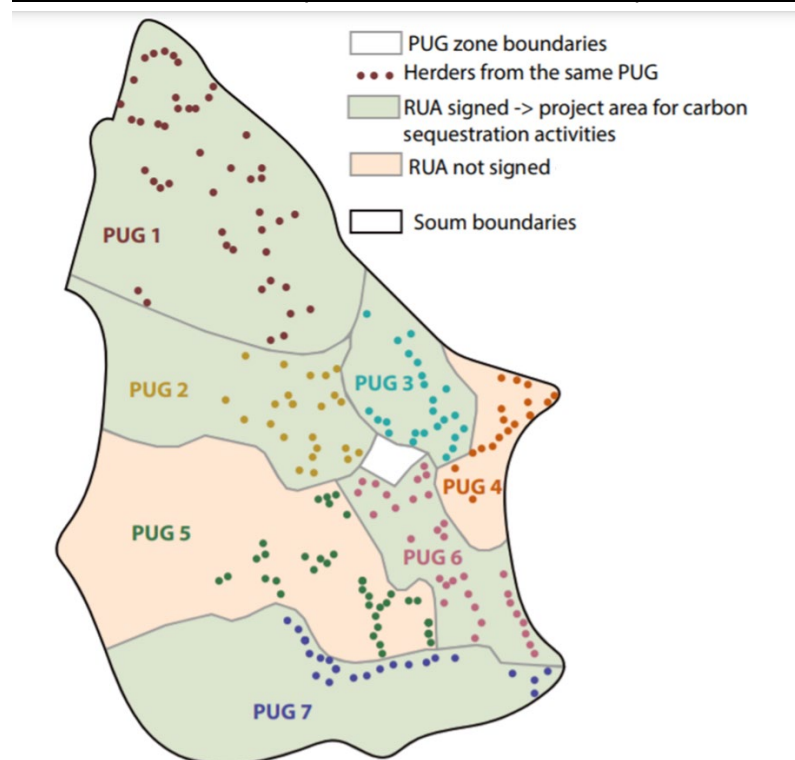 PUG zone boundaries
Herders from the same PUG
RUA signed -> project area for carbon
sequestration activities
RUA not signed
Soum boundaries
PUG 1
PUG 2
PUG 3
PUG 4
PUG 5
PUG 6
PUG 7